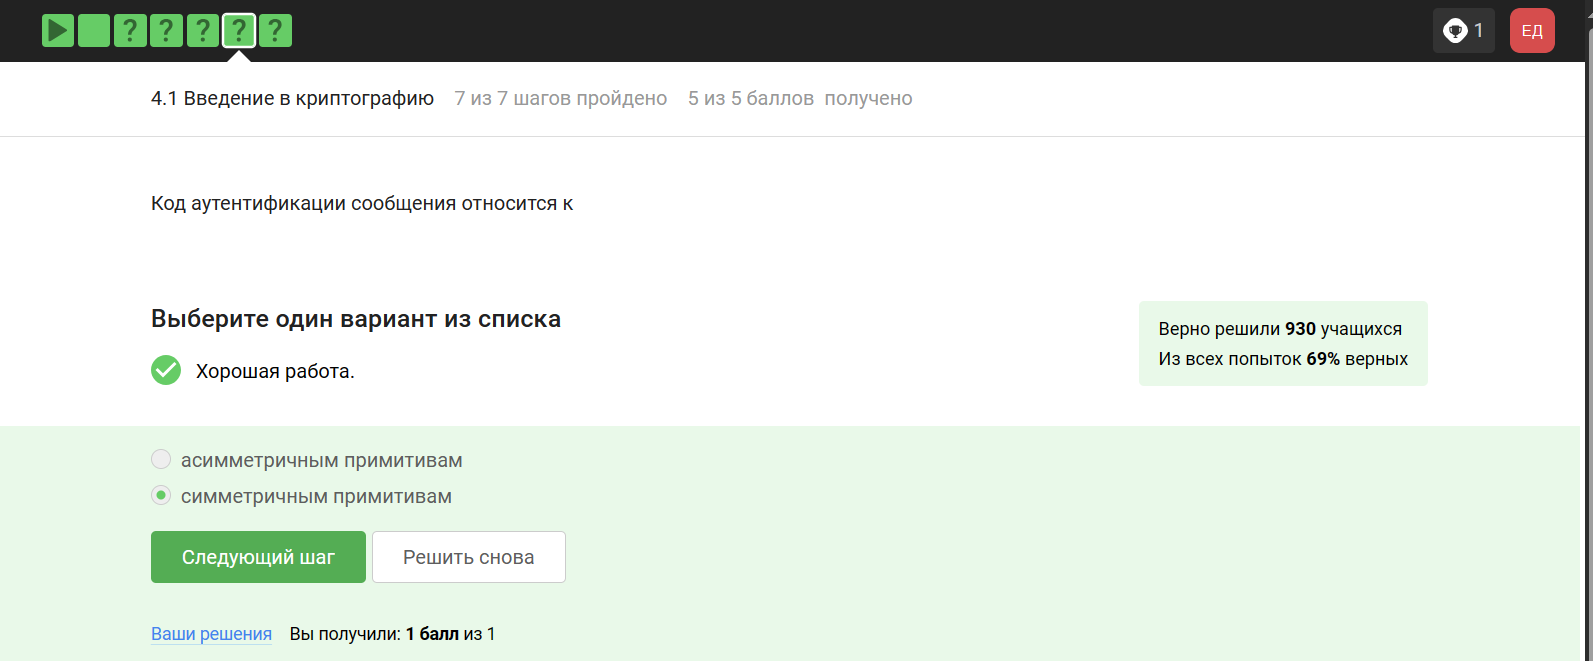 ? ? ? ? ?
1
ЕД
4.1 Введение в криптографию 7 из 7 шагов пройдено 5 из 5 баллов получено
Код аутентификации сообщения относится к
Выберите один вариант из списка
Хорошая работа.
Верно решили 930 учащихся
Из всех попыток 69% верных
асимметричным примитивам
симметричным примитивам
Следующий шаг Решить снова
Ваши решения Вы получили: 1 балл из 1